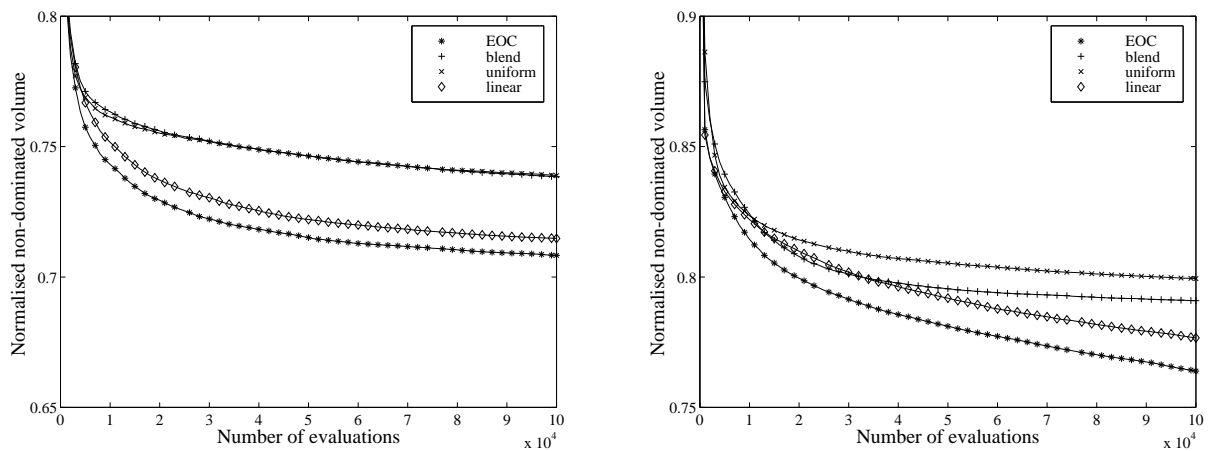 0.8
0.75
0.7
0.65
Normalised non-dominated volume
EOC
blend
uniform
linear
0 1 2 3 4 5 6 7 8 9 10
Number of evaluations
x 10^4
0.9
0.85
0.8
0.75
Normalised non-dominated volume
EOC
blend
uniform
linear
0 1 2 3 4 5 6 7 8 9 10
Number of evaluations
x 10^4